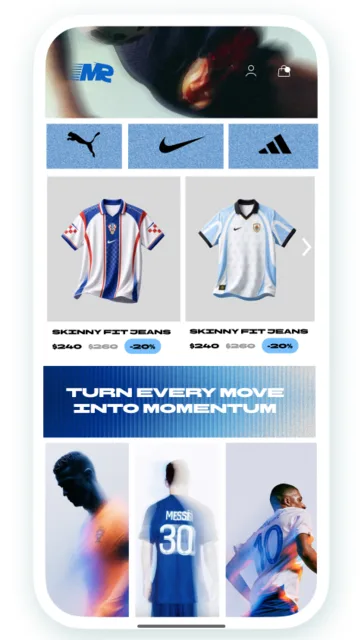 MR
SKINNY FIT JEANS
$240 $260 -20%
SKINNY FIT JEANS
$240 $260 -20%
TURN EVERY MOVE
INTO MOMENTUM
MESSI
30
10